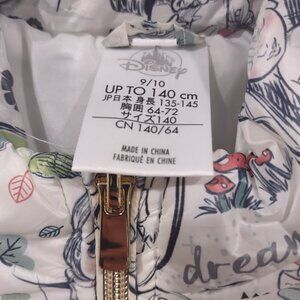 Disney
9/10
UP TO 140 cm
JP日本 身長 135-145
胸囲 64-72
サイズ140
CN 140/64
MADE IN CHINA
FABRIQUÉ EN CHINE
dream